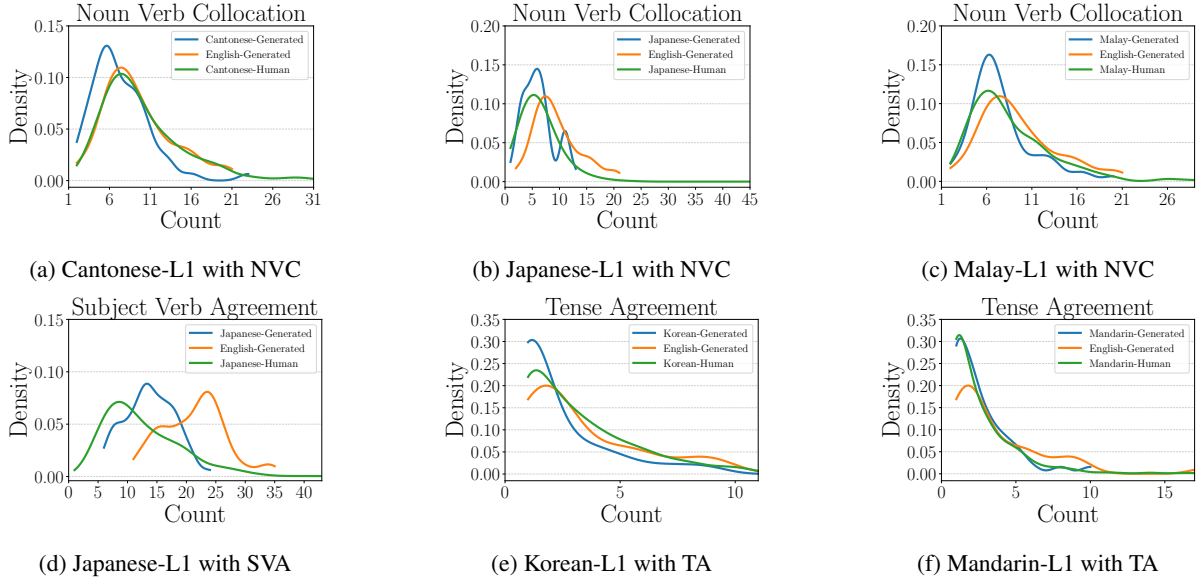 Noun Verb Collocation
0.15
0.10
0.05
0.00
Density
Cantonese-Generated
English-Generated
Cantonese-Human
1 6 11 16 21 26 31
Count
(a) Cantonese-L1 with NVC
Noun Verb Collocation
0.20
0.15
0.10
0.05
0.00
Density
Japanese-Generated
English-Generated
Japanese-Human
0 5 10 15 20 25 30 35 40 45
Count
(b) Japanese-L1 with NVC
Noun Verb Collocation
0.20
0.15
0.10
0.05
0.00
Density
Malay-Generated
English-Generated
Malay-Human
1 6 11 16 21 26
Count
(c) Malay-L1 with NVC
Subject Verb Agreement
0.15
0.10
0.05
0.00
Density
Japanese-Generated
English-Generated
Japanese-Human
0 5 10 15 20 25 30 35 40
Count
(d) Japanese-L1 with SVA
Tense Agreement
0.35
0.30
0.25
0.20
0.15
0.10
0.05
0.00
Density
Korean-Generated
English-Generated
Korean-Human
0 5 10
Count
(e) Korean-L1 with TA
Tense Agreement
0.35
0.30
0.25
0.20
0.15
0.10
0.05
0.00
Density
Mandarin-Generated
English-Generated
Mandarin-Human
0 5 10 15
Count
(f) Mandarin-L1 with TA